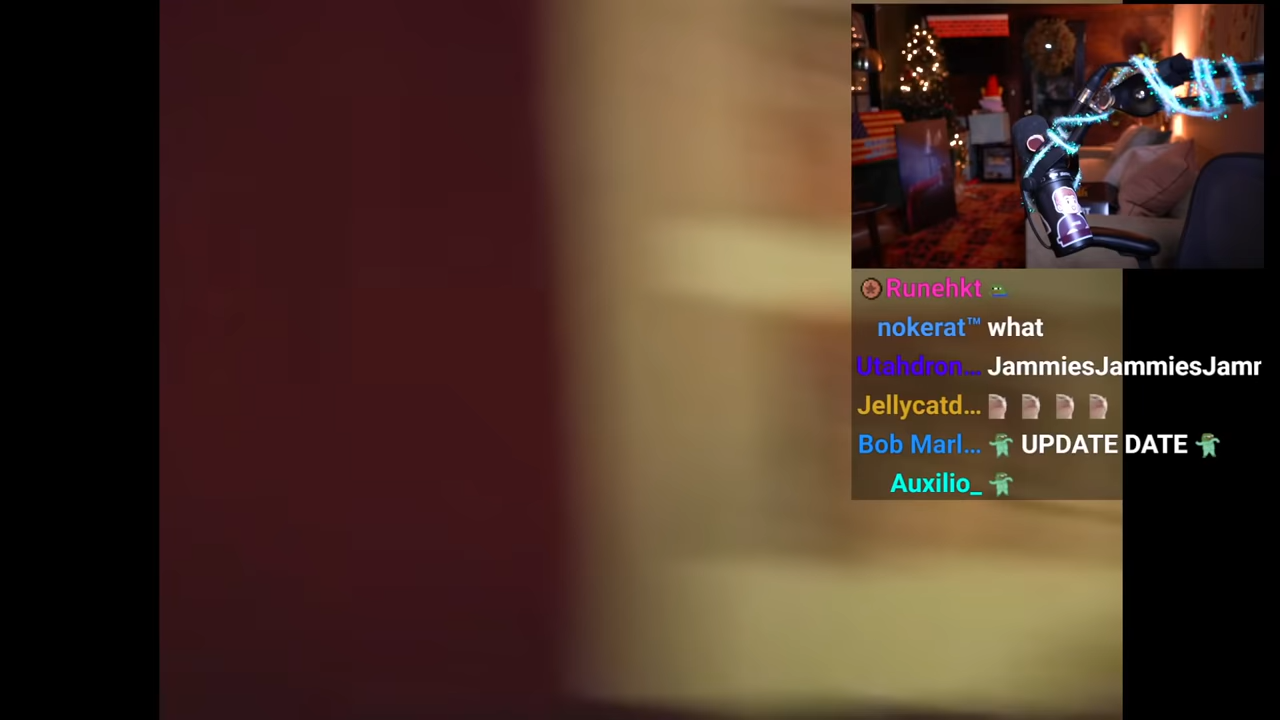 Runehkt
nokerat™ what
Utahdron... JammiesJammiesJamr
Jellycatd...
Bob Marl... UPDATE DATE
Auxilio_